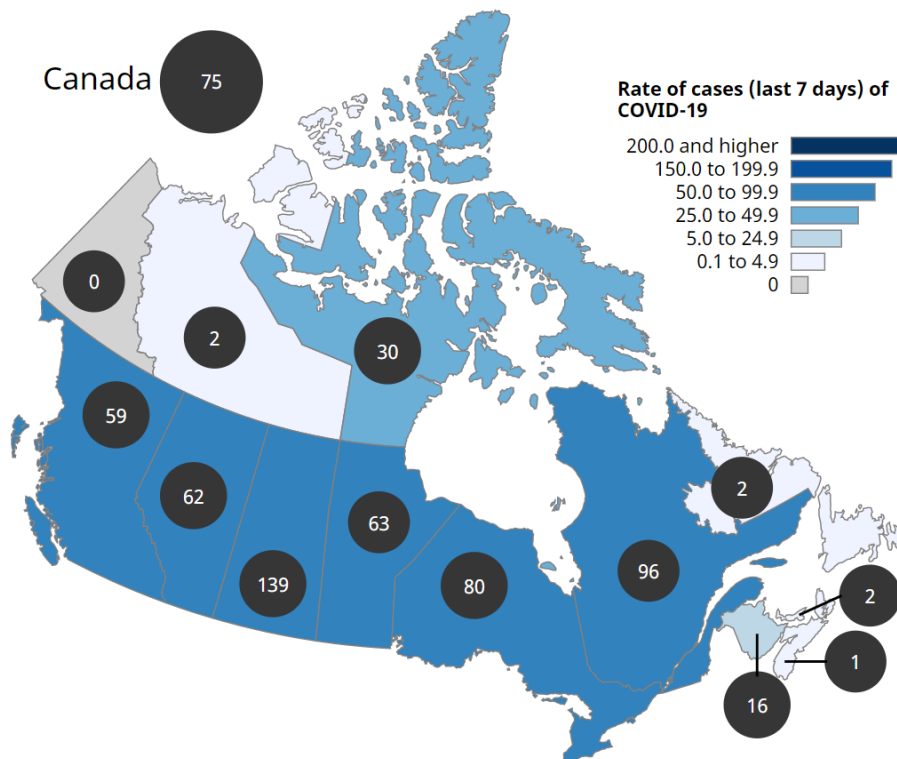 Canada
75
Rate of cases (last 7 days) of
COVID-19
200.0 and higher
150.0 to 199.9
50.0 to 99.9
25.0 to 49.9
5.0 to 24.9
0.1 to 4.9
0
0
2
30
59
62
139
63
80
96
2
2
1
16